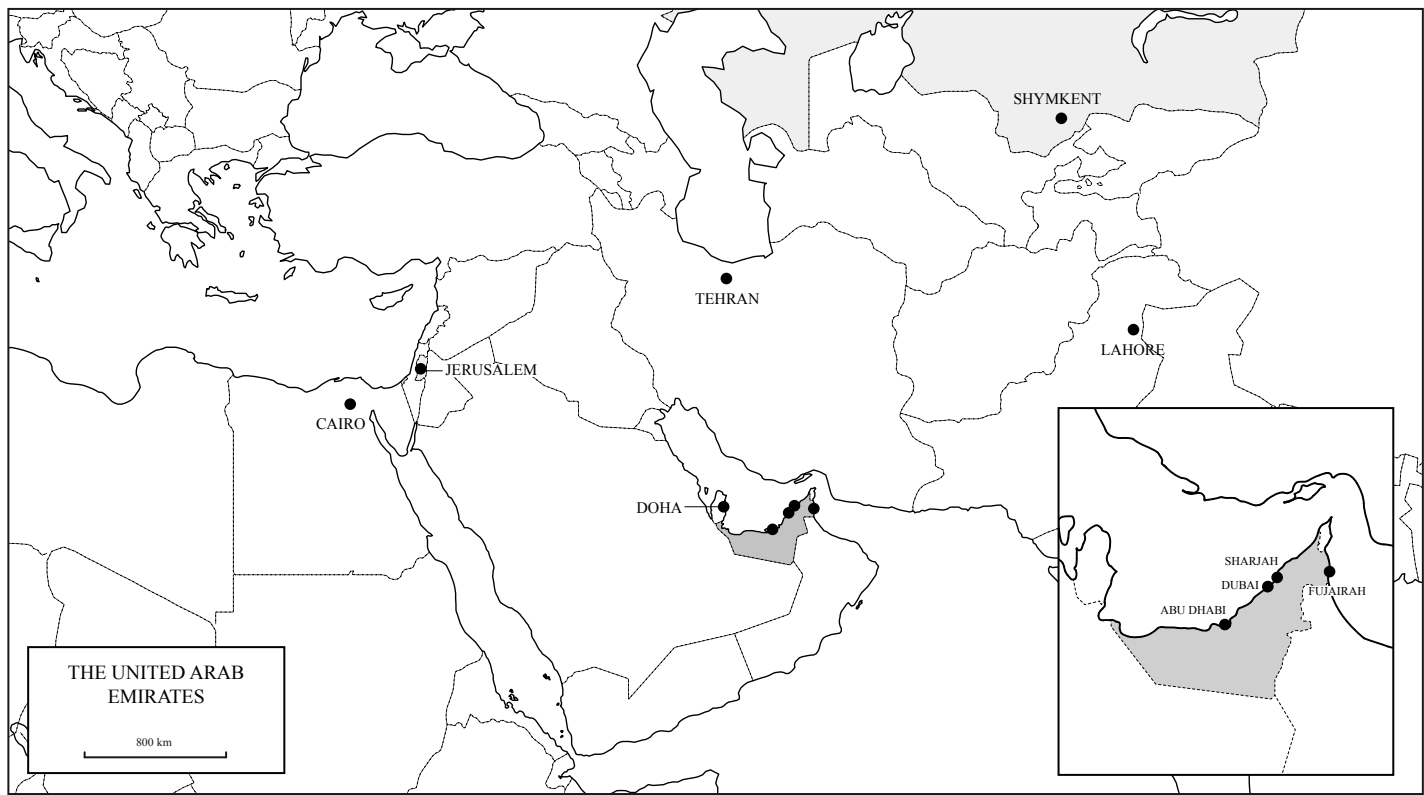 SHYMKENT
TEHRAN
LAHORE
JERUSALEM
CAIRO
DOHA
SHARJAH
DUBAI
FUJAIRAH
ABU DHABI
THE UNITED ARAB
EMIRATES
800 km